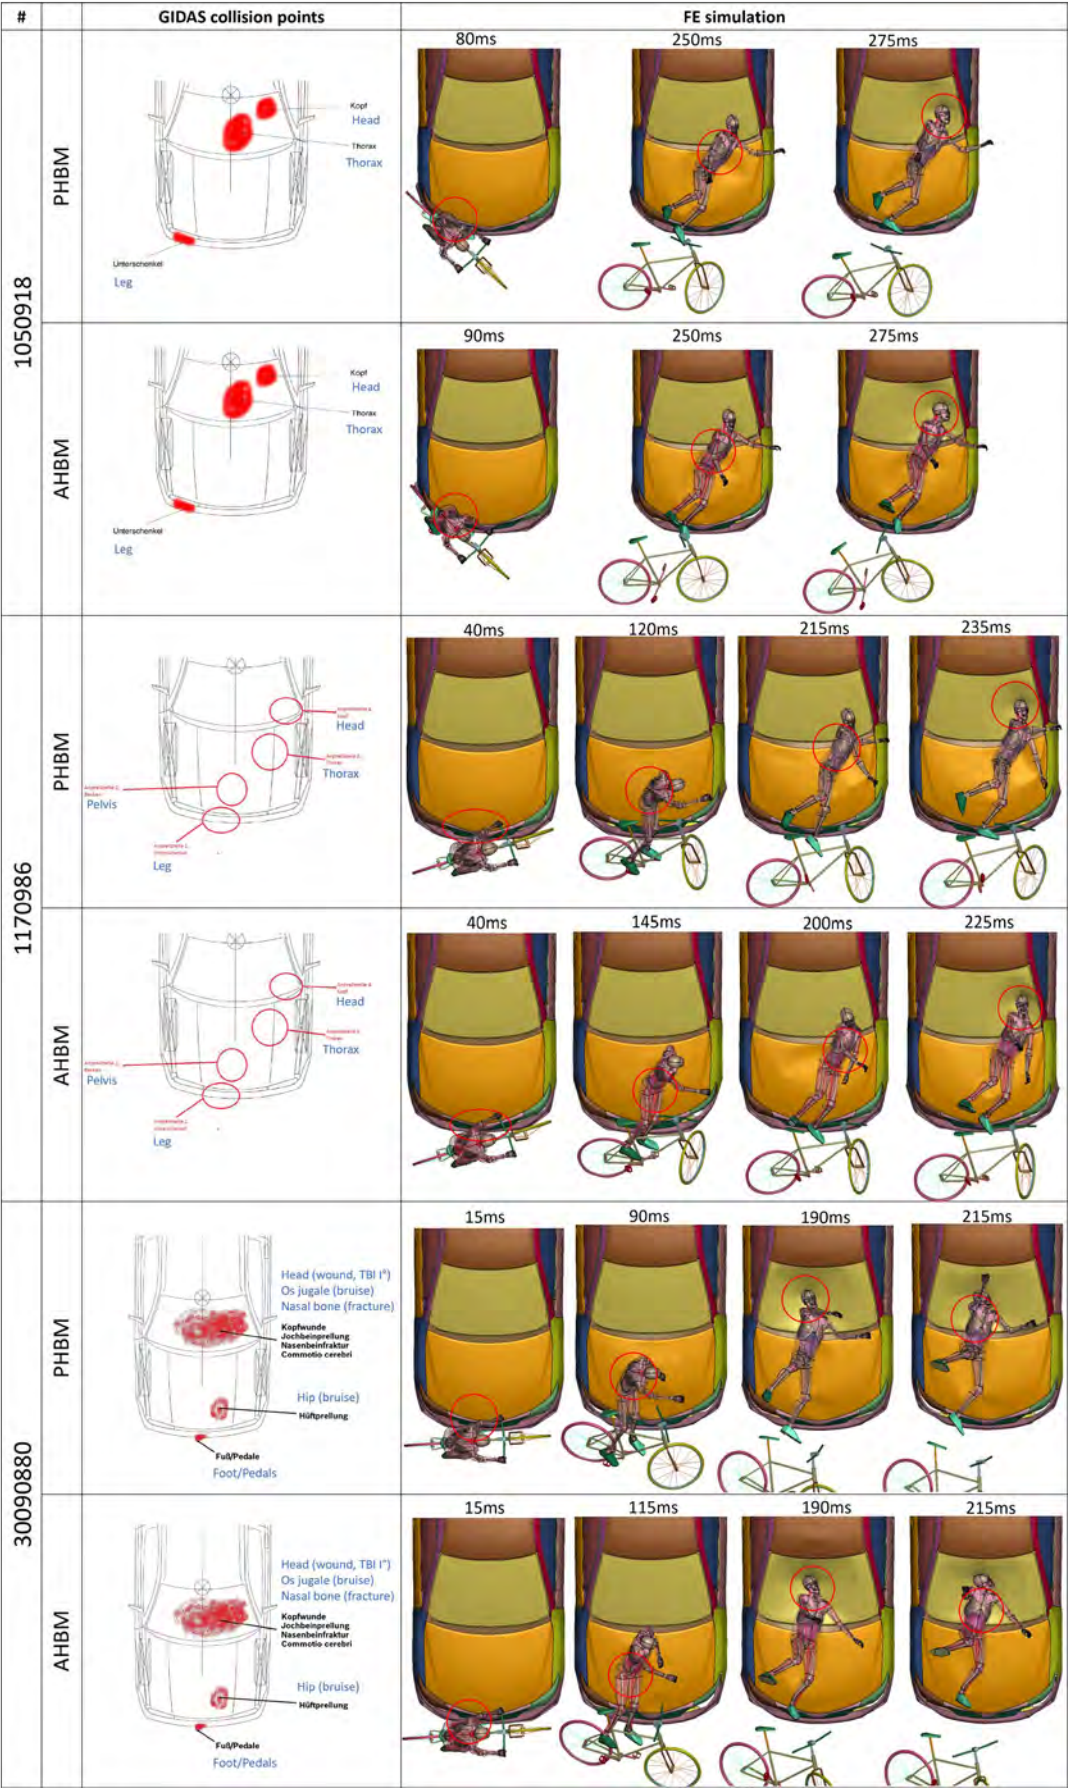 #
GIDAS collision points
FE simulation
1050918
PHBM
Kopf
Head
Thorax
Thorax
Unterschenkel
Leg
80ms
250ms
275ms
AHBM
Kopf
Head
Thorax
Thorax
Unterschenkel
Leg
90ms
250ms
275ms
1170986
PHBM
Head
Thorax
Pelvis
Leg
40ms
120ms
215ms
235ms
AHBM
Head
Thorax
Pelvis
Leg
40ms
145ms
200ms
225ms
30090880
PHBM
Head (wound, TBI I°)
Os jugale (bruise)
Nasal bone (fracture)
Kopfwunde
Jochbeinprellung
Nasenbeinfraktur
Commotio cerebri
Hip (bruise)
Hüftprellung
Fuß/Pedale
Foot/Pedals
15ms
90ms
190ms
215ms
AHBM
Head (wound, TBI I°)
Os jugale (bruise)
Nasal bone (fracture)
Kopfwunde
Jochbeinprellung
Nasenbeinfraktur
Commotio cerebri
Hip (bruise)
Hüftprellung
Fuß/Pedale
Foot/Pedals
15ms
115ms
190ms
215ms